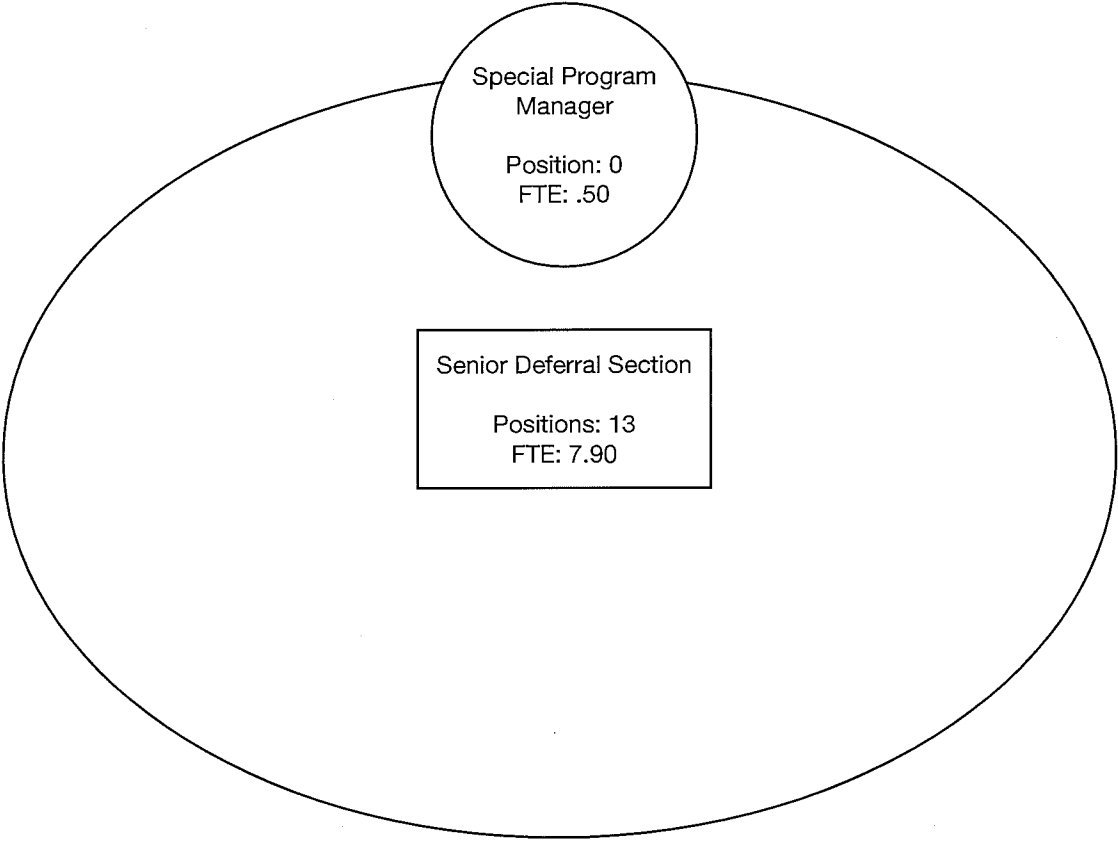 Special Program
Manager
Position: 0
FTE: .50
Senior Deferral Section
Positions: 13
FTE: 7.90